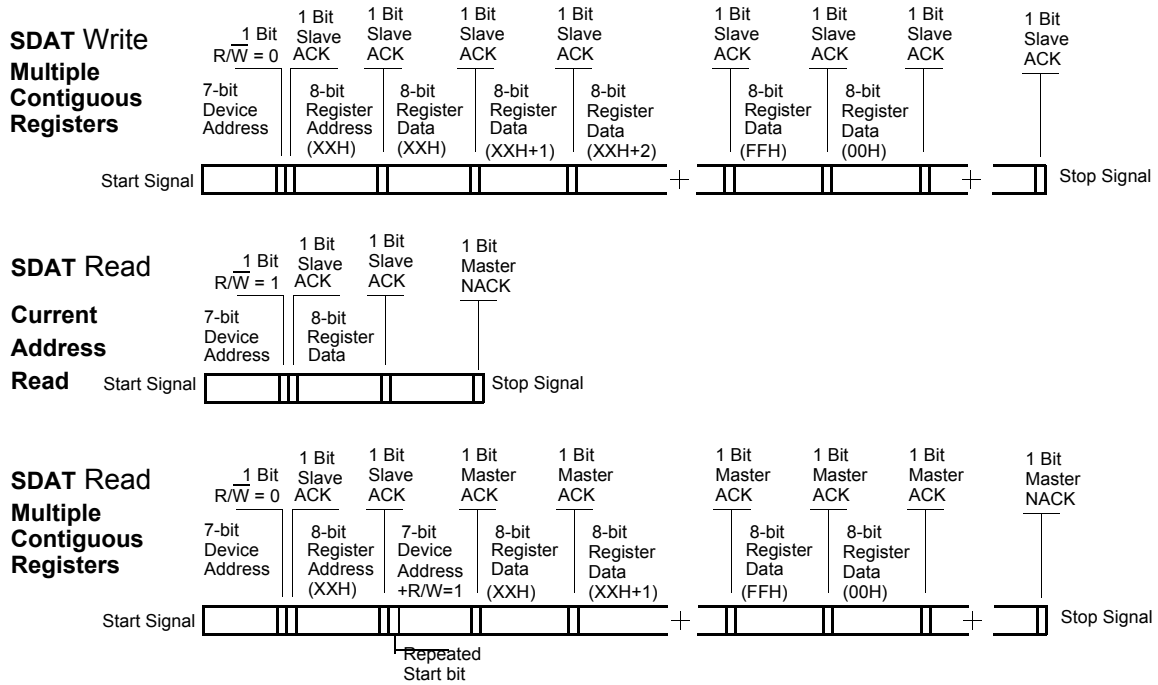 SDAT Write
Multiple
Contiguous
Registers
1 Bit
R/W = 0
1 Bit
Slave
ACK
1 Bit
Slave
ACK
1 Bit
Slave
ACK
1 Bit
Slave
ACK
1 Bit
Slave
ACK
1 Bit
Slave
ACK
1 Bit
Slave
ACK
1 Bit
Slave
ACK
7-bit
Device
Address
8-bit
Register
Address
(XXH)
8-bit
Register
Data
(XXH)
8-bit
Register
Data
(XXH+1)
8-bit
Register
Data
(XXH+2)
8-bit
Register
Data
(FFH)
8-bit
Register
Data
(00H)
Start Signal
Stop Signal
SDAT Read
Current
Address
Read
1 Bit
R/W = 1
1 Bit
Slave
ACK
1 Bit
Slave
ACK
1 Bit
Master
NACK
7-bit
Device
Address
8-bit
Register
Data
Start Signal
Stop Signal
SDAT Read
Multiple
Contiguous
Registers
1 Bit
R/W = 0
1 Bit
Slave
ACK
1 Bit
Slave
ACK
1 Bit
Master
ACK
1 Bit
Master
ACK
1 Bit
Master
ACK
1 Bit
Master
ACK
1 Bit
Master
ACK
1 Bit
Master
NACK
7-bit
Device
Address
8-bit
Register
Address
(XXH)
7-bit
Device
Address
+R/W=1
8-bit
Register
Data
(XXH)
8-bit
Register
Data
(XXH+1)
8-bit
Register
Data
(FFH)
8-bit
Register
Data
(00H)
Start Signal
Stop Signal
Repeated
Start bit